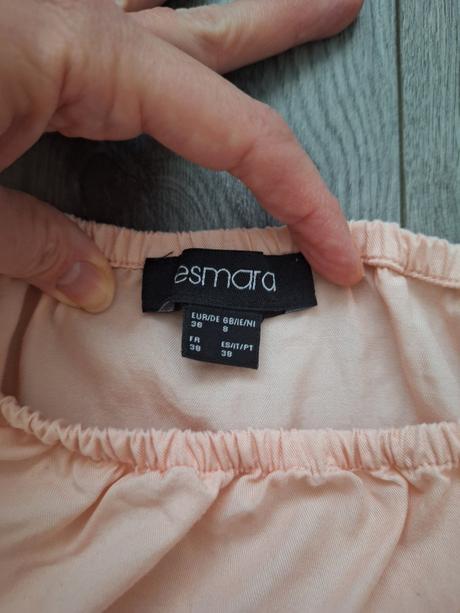 esmara
EUR/DE GB/IE/NI
36 8
FR ES/IT/PT
38 38